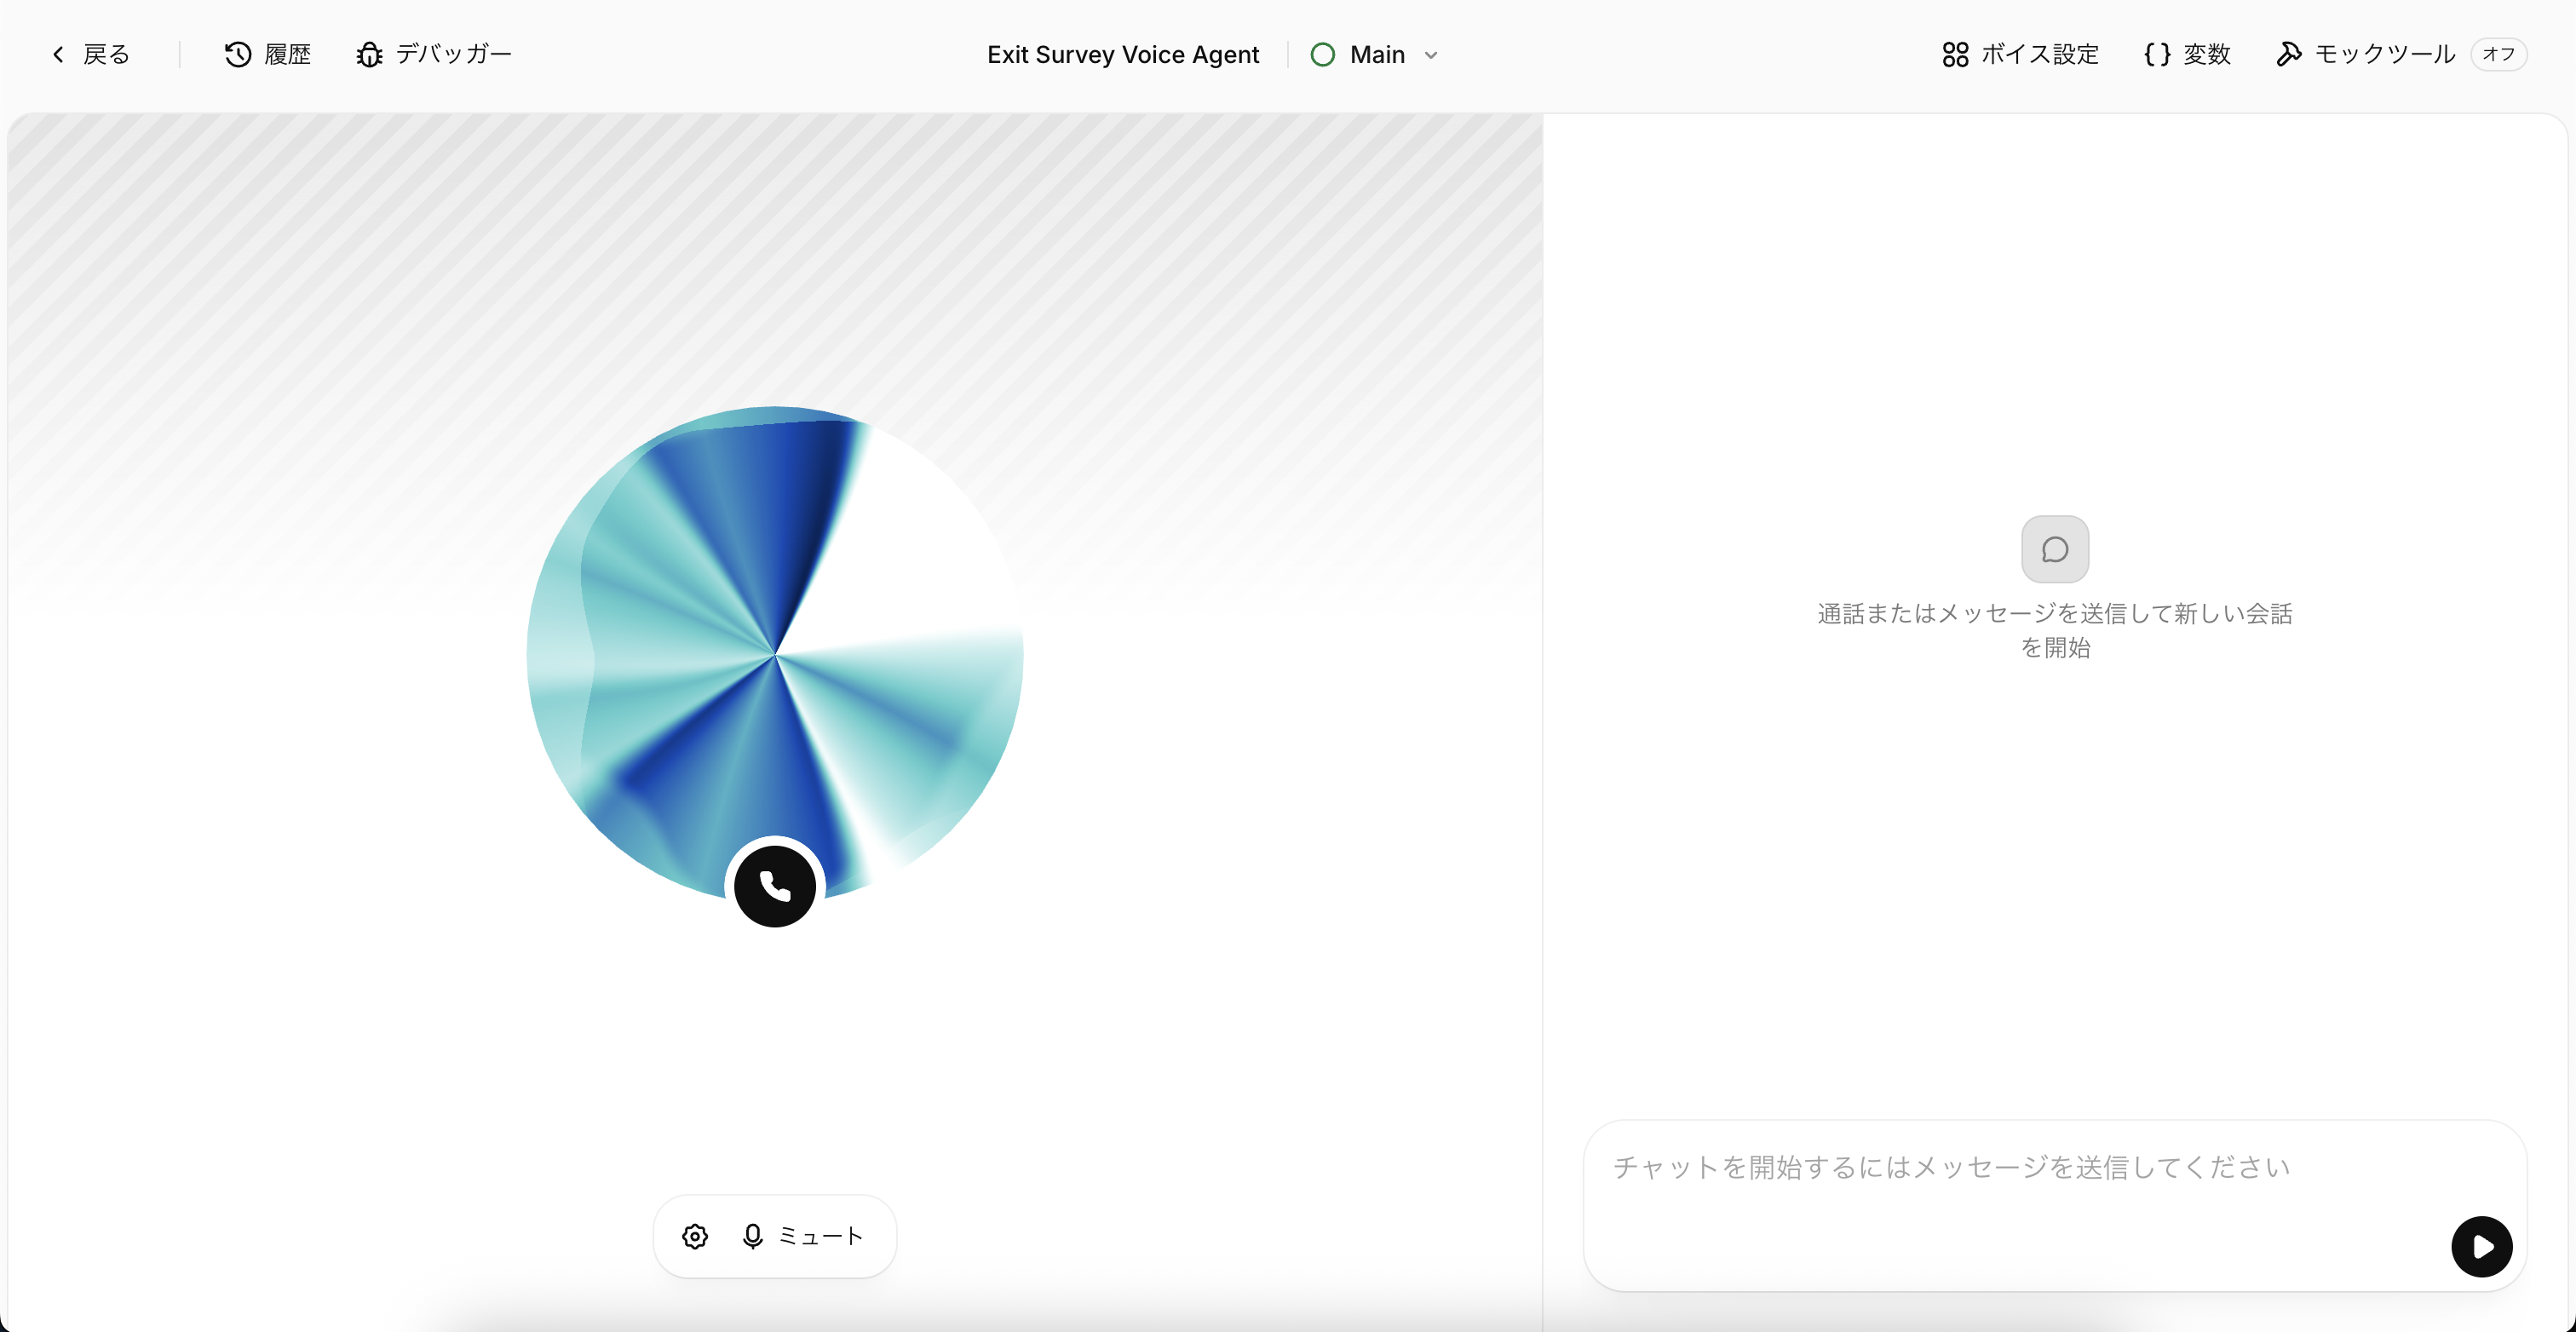 戻る
履歴
デバッガー
Exit Survey Voice Agent
Main
ボイス設定
変数
モックツール
オフ
通話またはメッセージを送信して新しい会話
を開始
チャットを開始するにはメッセージを送信してください
ミュート